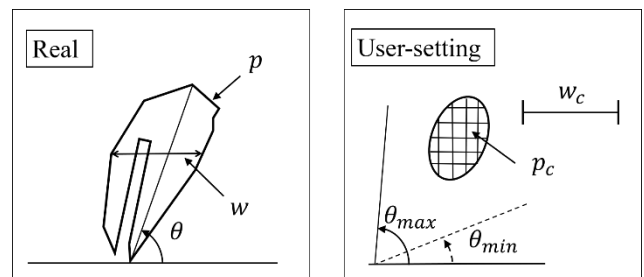 Real
p
w
θ
User-setting
w_c
p_c
θ_max
θ_min